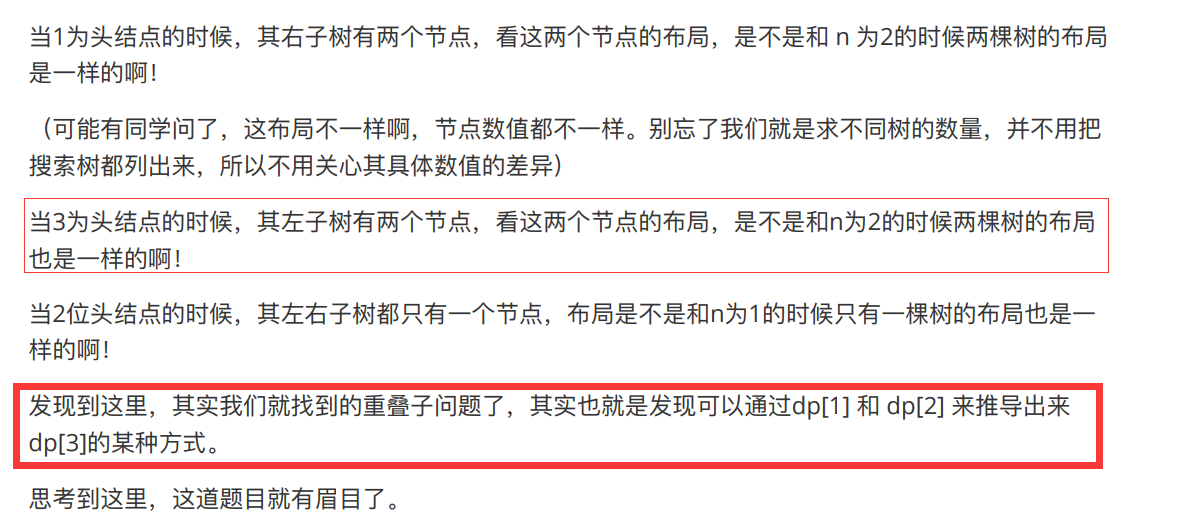 当1为头结点的时候，其右子树有两个节点，看这两个节点的布局，是不是和 n 为2的时候两棵树的布局
是一样的啊！
（可能有同学问了，这布局不一样啊，节点数值都不一样。别忘了我们就是求不同树的数量，并不用把
搜索树都列出来，所以不用关心其具体数值的差异）
当3为头结点的时候，其左子树有两个节点，看这两个节点的布局，是不是和n为2的时候两棵树的布局
也是一样的啊！
当2位头结点的时候，其左右子树都只有一个节点，布局是不是和n为1的时候只有一棵树的布局也是一
样的啊！
发现到这里，其实我们就找到的重叠子问题了，其实也就是发现可以通过dp[1] 和 dp[2] 来推导出来
dp[3]的某种方式。
思考到这里，这道题目就有眉目了。